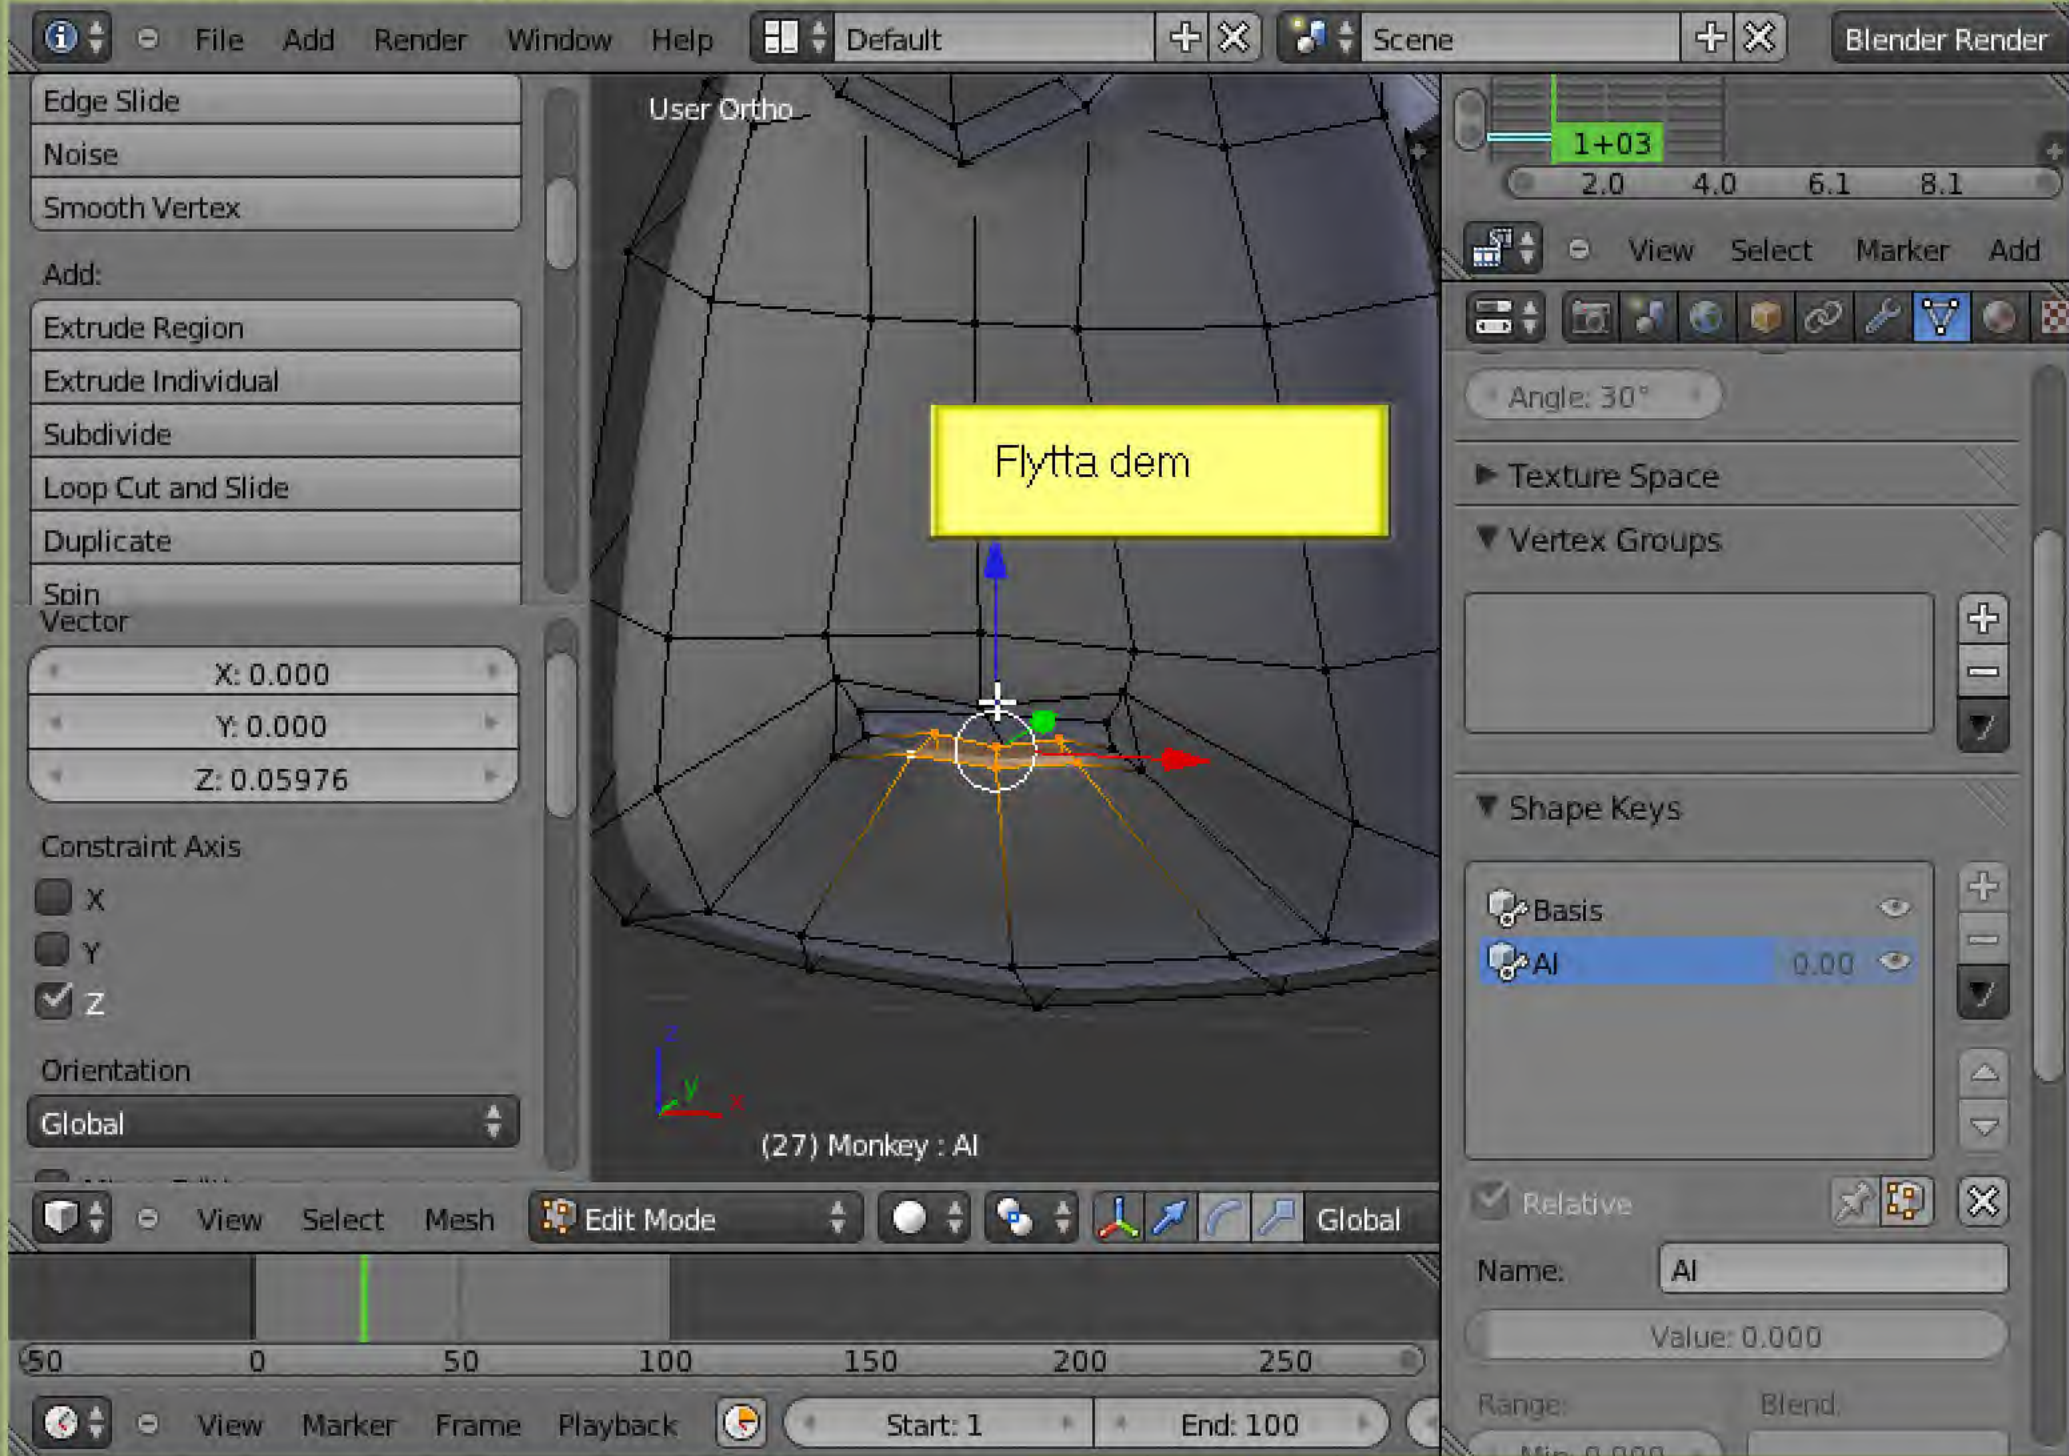 File Add Render Window Help Default Scene Blender Render
Edge Slide
Noise
Smooth Vertex
Add:
Extrude Region
Extrude Individual
Subdivide
Loop Cut and Slide
Duplicate
Spin
Vector
X: 0.000
Y: 0.000
Z: 0.05976
Constraint Axis
X
Y
Z
Orientation
Global
User Ortho
Flytta dem
z
y
x
(27) Monkey : AI
View Select Mesh Edit Mode Global
50 0 50 100 150 200 250
View Marker Frame Playback Start: 1 End: 100
1+03
2.0 4.0 6.1 8.1
View Select Marker Add
Angle: 30°
Texture Space
Vertex Groups
Shape Keys
Basis
AI 0.00
Relative
Name: AI
Value: 0.000
Range: Blend:
Min: 0.000